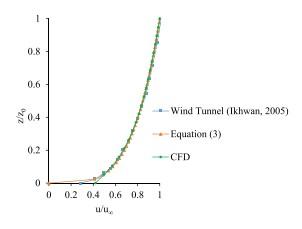 1
0.8
z/z₀
0.6
Wind Tunnel (Ikhwan, 2005)
0.4
Equation (3)
0.2
CFD
0
0 0.2 0.4 0.6 0.8 1
u/u∞